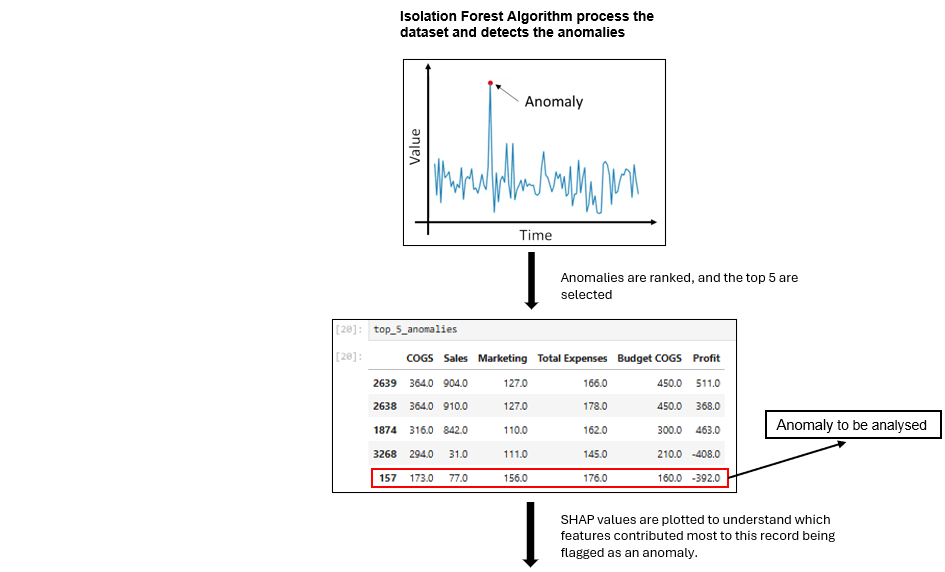 Isolation Forest Algorithm process the
dataset and detects the anomalies
Anomaly
Value
Time
Anomalies are ranked, and the top 5 are
selected
[20]: top_5_anomalies
[20]: COGS Sales Marketing Total Expenses Budget COGS Profit
2639 364.0 904.0 127.0 166.0 450.0 511.0
2638 364.0 910.0 127.0 178.0 450.0 368.0
1874 316.0 842.0 110.0 162.0 300.0 463.0
3268 294.0 31.0 111.0 145.0 210.0 -408.0
157 173.0 77.0 156.0 176.0 160.0 -392.0
Anomaly to be analysed
SHAP values are plotted to understand which
features contributed most to this record being
flagged as an anomaly.